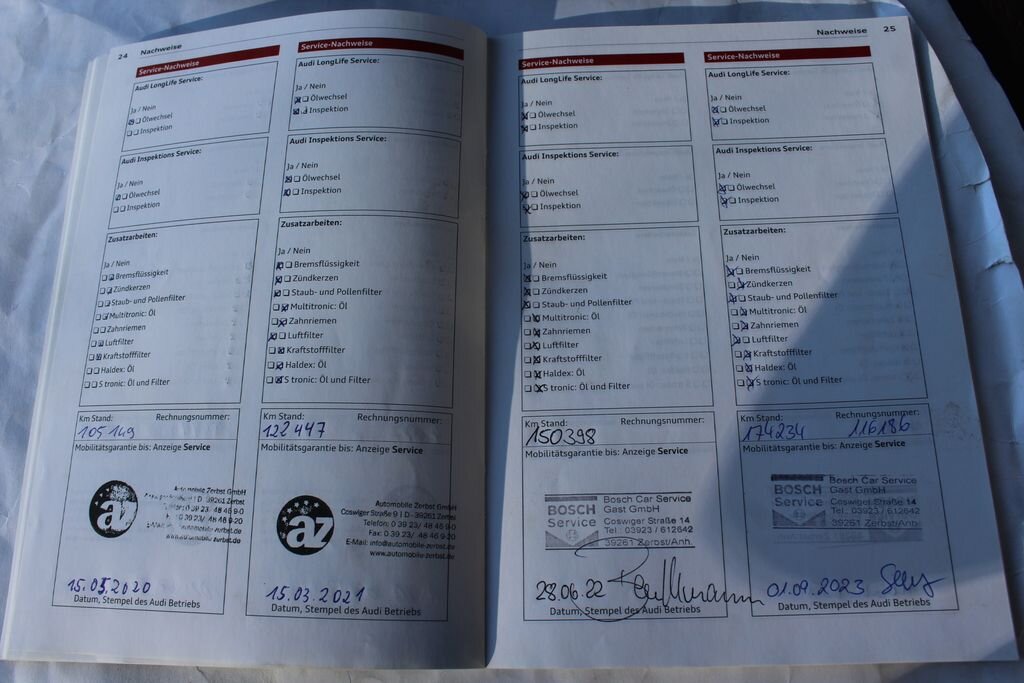 24 Nachweise
Service-Nachweise
Audi LongLife Service:
Ja / Nein
Ölwechsel
Inspektion
Audi Inspektions Service:
Ja / Nein
Ölwechsel
Inspektion
Zusatzarbeiten:
Ja / Nein
Bremsflüssigkeit
Zündkerzen
Staub- und Pollenfilter
Multitronic: Öl
Zahnriemen
Luftfilter
Kraftstofffilter
Haldex: Öl
S tronic: Öl und Filter
Km Stand: Rechnungsnummer:
105 149
Mobilitätsgarantie bis: Anzeige Service
az
Automobile Zerbst GmbH
15.03.2020
Datum, Stempel des Audi Betriebs
Service-Nachweise
Audi LongLife Service:
Ja / Nein
Ölwechsel
Inspektion
Audi Inspektions Service:
Ja / Nein
Ölwechsel
Inspektion
Zusatzarbeiten:
Ja / Nein
Bremsflüssigkeit
Zündkerzen
Staub- und Pollenfilter
Multitronic: Öl
Zahnriemen
Luftfilter
Kraftstofffilter
Haldex: Öl
S tronic: Öl und Filter
Km Stand: Rechnungsnummer:
122 447
Mobilitätsgarantie bis: Anzeige Service
az
Automobile Zerbst GmbH
Coswiger Straße 9 I D - 39261 Zerbst
Telefon: 0 39 23 / 48 46 9-0
Fax: 0 39 23 / 48 46 9-20
E-Mail: info@automobile-zerbst.de
www.automobile-zerbst.de
15.03.2021
Datum, Stempel des Audi Betriebs
Nachweise 25
Service-Nachweise
Audi LongLife Service:
Ja / Nein
Ölwechsel
Inspektion
Audi Inspektions Service:
Ja / Nein
Ölwechsel
Inspektion
Zusatzarbeiten:
Ja / Nein
Bremsflüssigkeit
Zündkerzen
Staub- und Pollenfilter
Multitronic: Öl
Zahnriemen
Luftfilter
Kraftstofffilter
Haldex: Öl
S tronic: Öl und Filter
Km Stand: Rechnungsnummer:
150398
Mobilitätsgarantie bis: Anzeige Service
BOSCH
Service
Bosch Car Service
Gast GmbH
Coswiger Straße 14
Tel.: 03923 / 612642
39261 Zerbst/Anh.
28.06.22
Datum, Stempel des Audi Betriebs
Service-Nachweise
Audi LongLife Service:
Ja / Nein
Ölwechsel
Inspektion
Audi Inspektions Service:
Ja / Nein
Ölwechsel
Inspektion
Zusatzarbeiten:
Ja / Nein
Bremsflüssigkeit
Zündkerzen
Staub- und Pollenfilter
Multitronic: Öl
Zahnriemen
Luftfilter
Kraftstofffilter
Haldex: Öl
S tronic: Öl und Filter
Km Stand: Rechnungsnummer:
174234 116186
Mobilitätsgarantie bis: Anzeige Service
BOSCH
Service
Bosch Car Service
Gast GmbH
Coswiger Straße 14
Tel.: 03923 / 612642
39261 Zerbst/Anh.
01.09.2023
Datum, Stempel des Audi Betriebs